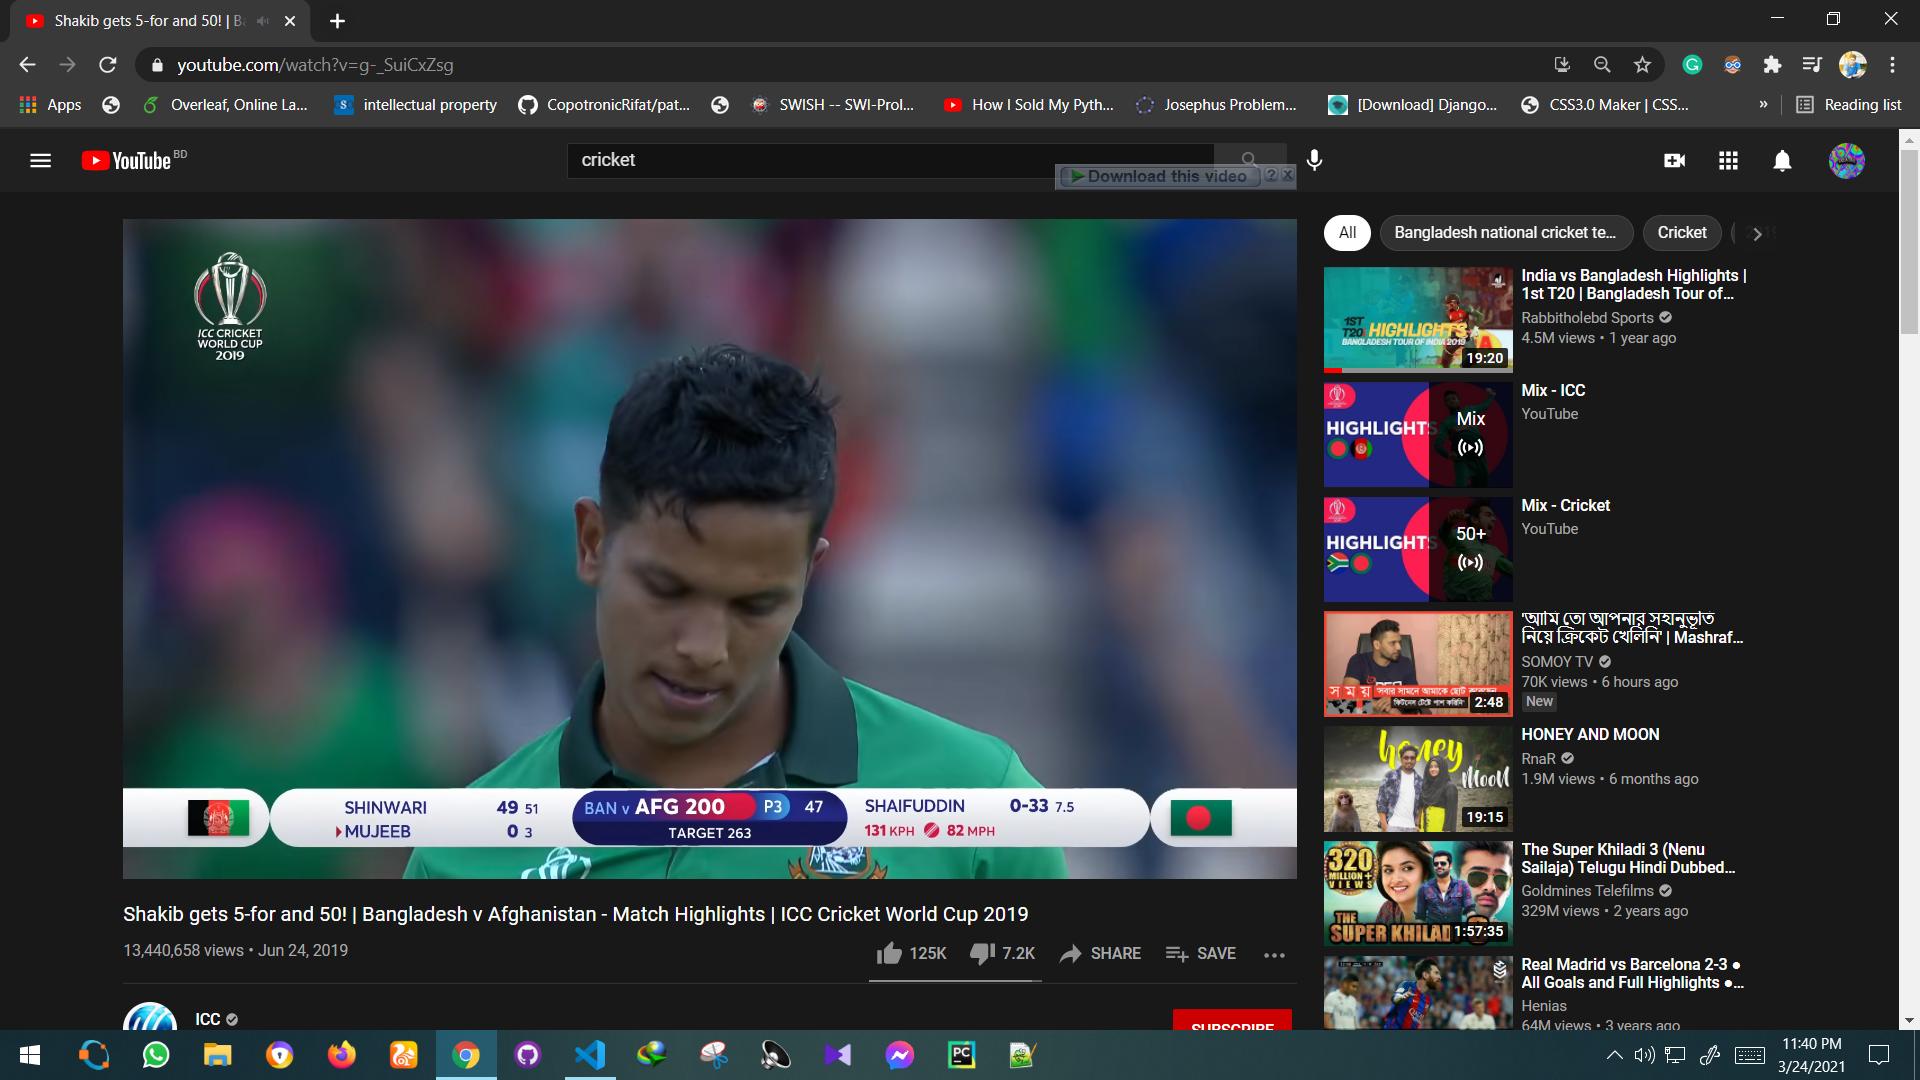 Shakib gets 5-for and 50! | Ba
youtube.com/watch?v=g-_SuiCxZsg
Apps
Overleaf, Online La...
intellectual property
CopotronicRifat/pat...
SWISH -- SWI-Prol...
How I Sold My Pyth...
Josephus Problem...
[Download] Django...
CSS3.0 Maker | CSS...
»
Reading list
YouTube BD
cricket
Download this video
ICC CRICKET
WORLD CUP
2019
SHINWARI 49 51
MUJEEB 0 3
BAN v AFG 200 P3 47
TARGET 263
SHAIFUDDIN 0-33 7.5
131 KPH 82 MPH
Shakib gets 5-for and 50! | Bangladesh v Afghanistan - Match Highlights | ICC Cricket World Cup 2019
13,440,658 views • Jun 24, 2019
125K
7.2K
SHARE
SAVE
ICC
SUBSCRIBE
All
Bangladesh national cricket te...
Cricket
1ST
T20 HIGHLIGHTS
BANGLADESH TOUR OF INDIA 2019
19:20
India vs Bangladesh Highlights |
1st T20 | Bangladesh Tour of...
Rabbitholebd Sports
4.5M views • 1 year ago
HIGHLIGHTS
Mix
Mix - ICC
YouTube
HIGHLIGHTS
50+
Mix - Cricket
YouTube
সময়
সবার সামনে আমাকে ছোট
2:48
'আমি তো আপনার সহানুভূতি
নিয়ে ক্রিকেট খেলিনি' | Mashraf...
SOMOY TV
70K views • 6 hours ago
New
honey
MOON
19:15
HONEY AND MOON
RnaR
1.9M views • 6 months ago
320
MILLION+
VIEWS
THE
SUPER KHILAD
1:57:35
The Super Khiladi 3 (Nenu
Sailaja) Telugu Hindi Dubbed...
Goldmines Telefilms
329M views • 2 years ago
Real Madrid vs Barcelona 2-3 ●
All Goals and Full Highlights ●...
Henias
64M views • 3 years ago
PC
11:40 PM
3/24/2021